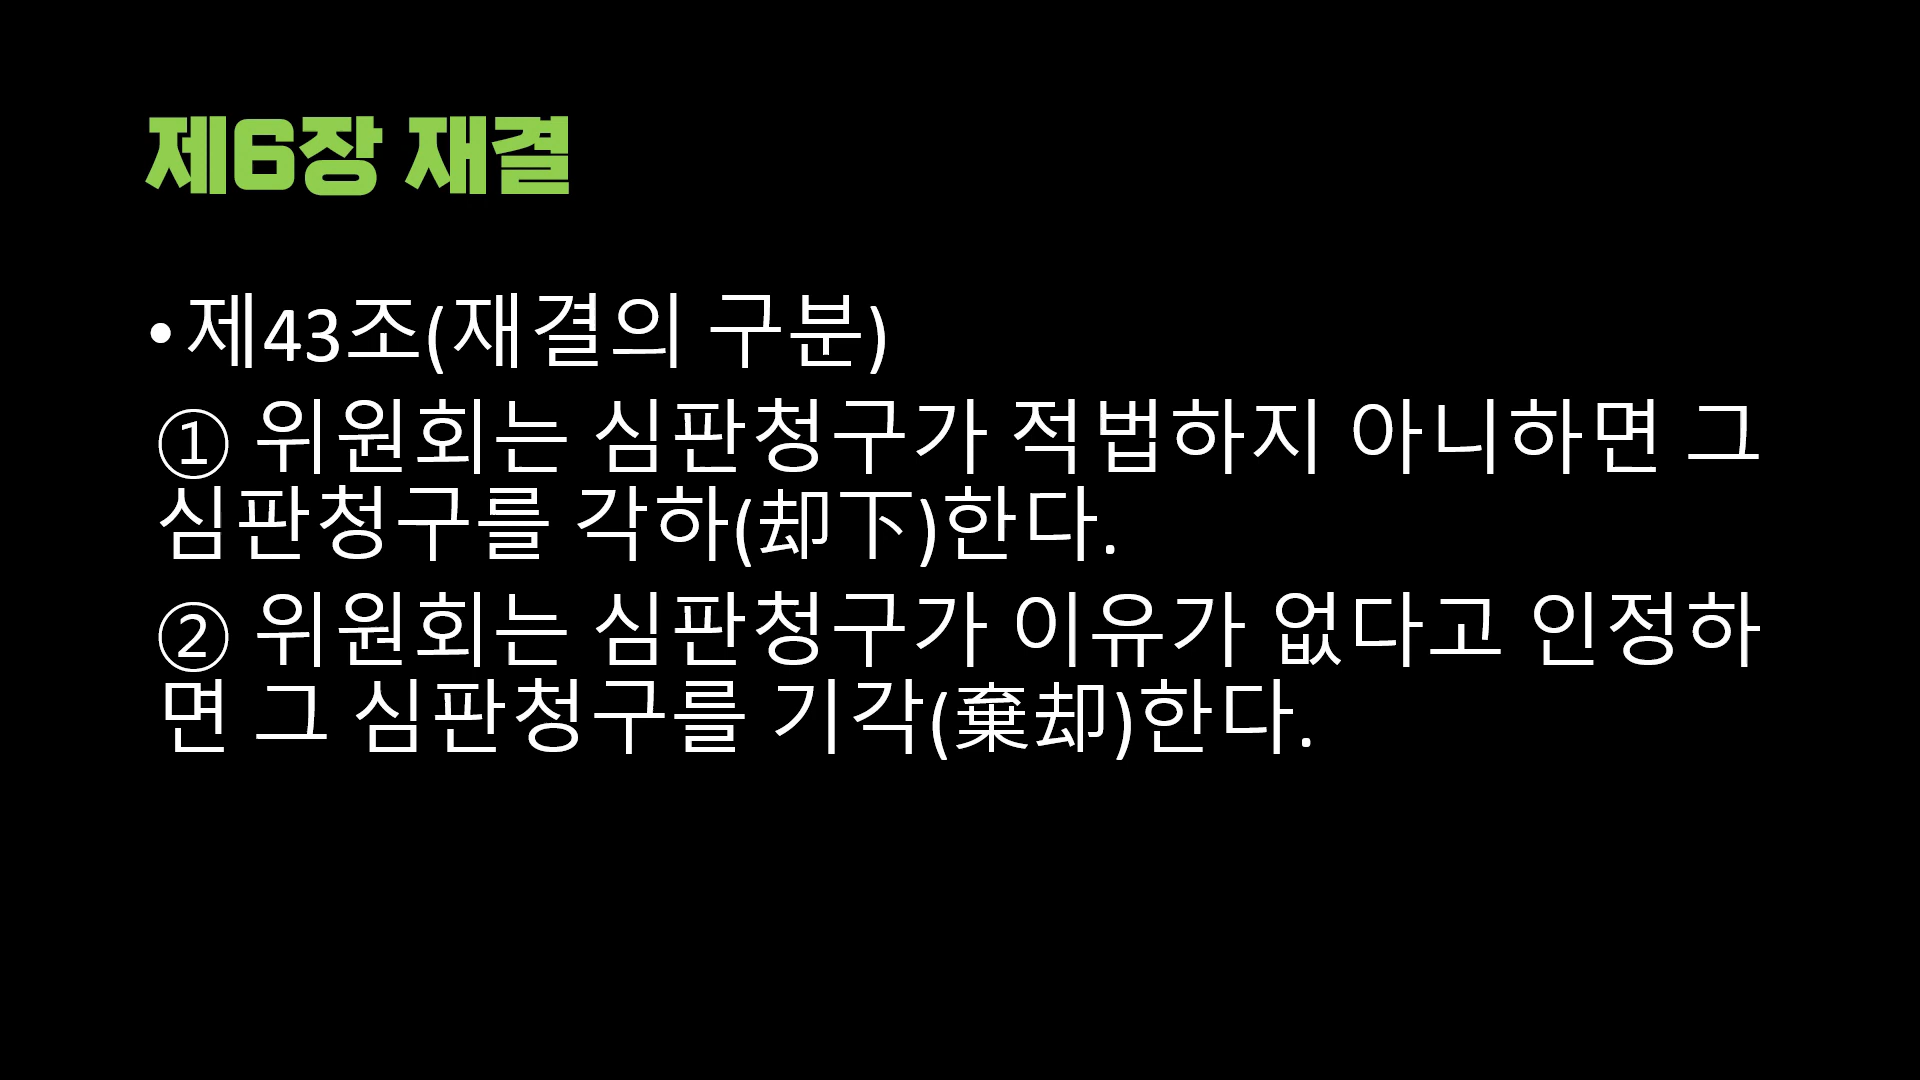 제6장 재결
• 제43조(재결의 구분)
① 위원회는 심판청구가 적법하지 아니하면 그
심판청구를 각하(却下)한다.
② 위원회는 심판청구가 이유가 없다고 인정하
면 그 심판청구를 기각(棄却)한다.